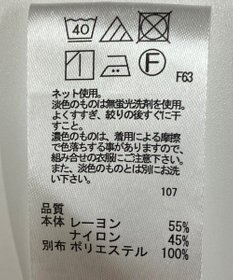 40
F
F63
ネット使用。
淡色のものは無蛍光洗剤を使用。
よくすすぎ、絞りの後すぐに干
すこと。
濃色のものは、着用による摩擦
で色落ちする事がありますので、
組み合せの衣服にご注意下さい。
また、淡色のものとは別にお洗
い下さい。
107
品質
本体 レーヨン 55%
ナイロン 45%
別布 ポリエステル 100%